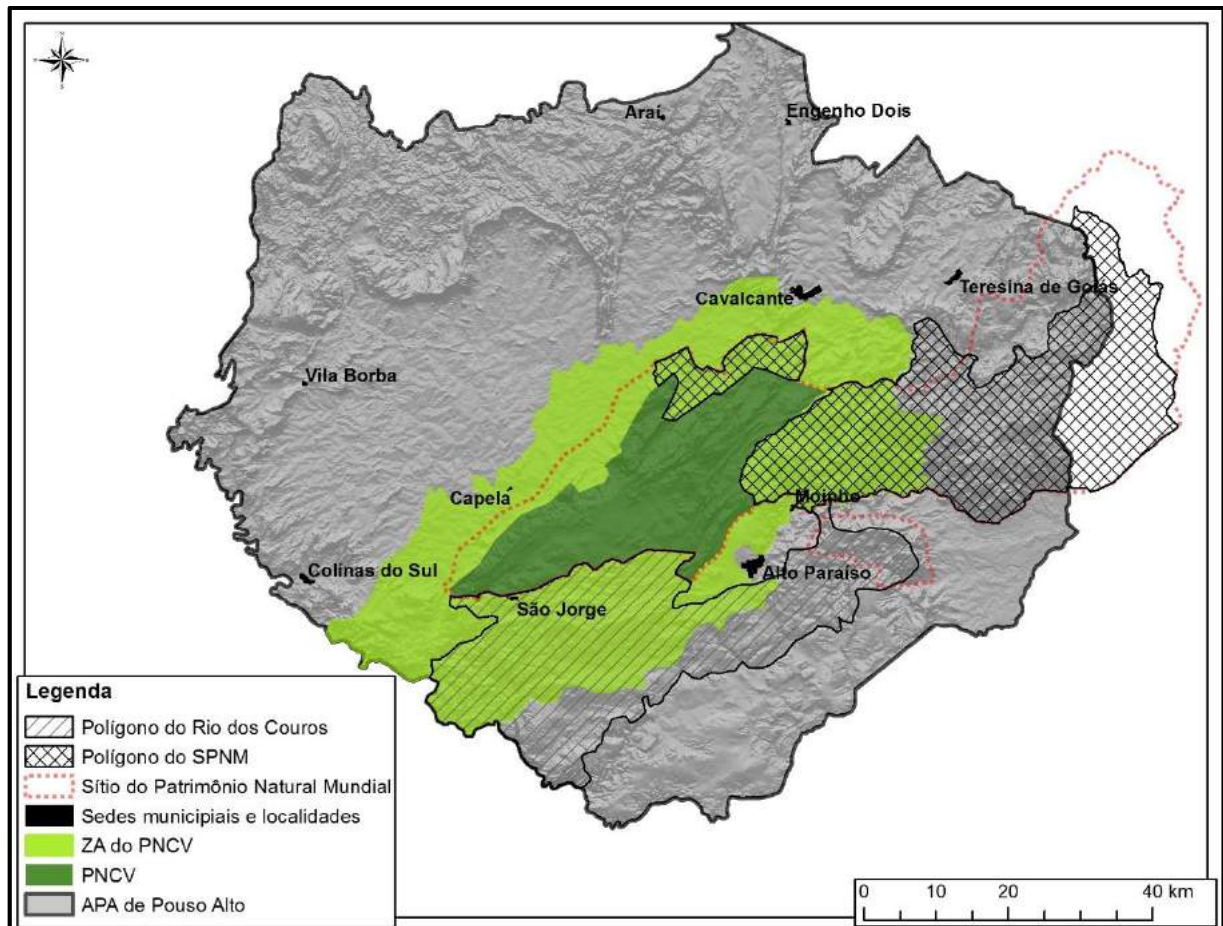 N
Araí
Engenho Dois
Teresina de Goiás
Cavalcante
Vila Borba
Capela
Moinho
Colinas do Sul
Alto Paraíso
São Jorge
Legenda
Polígono do Rio dos Couros
Polígono do SPNM
Sítio do Patrimônio Natural Mundial
Sedes municipiais e localidades
ZA do PNCV
PNCV
APA de Pouso Alto
0 10 20 40 km